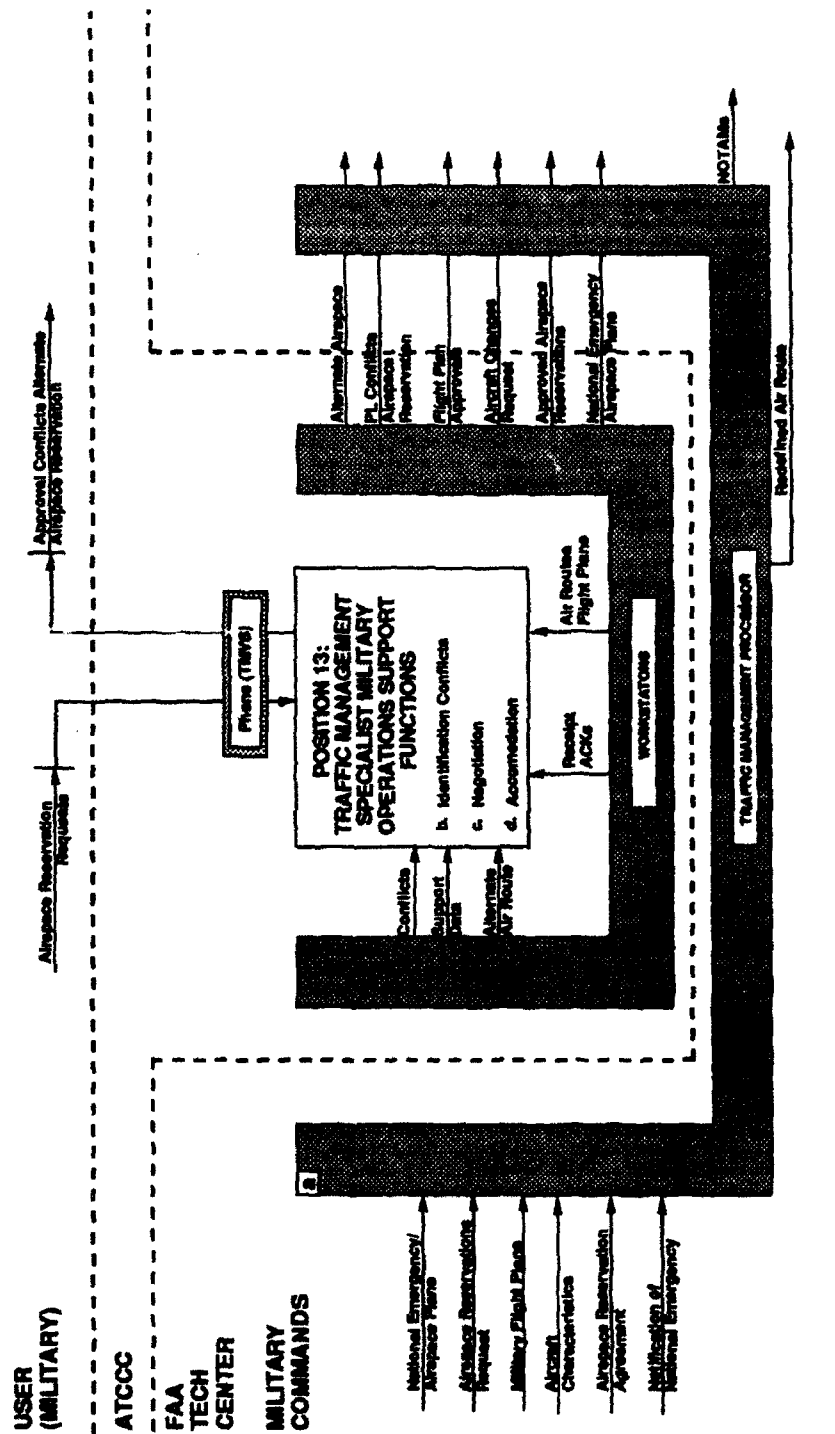 USER
(MILITARY)
ATCCC
FAA
TECH
CENTER
MILITARY
COMMANDS
Airspace Reservation
Requests
Approval Conflicts Alternate
Airspace Reservation
Phone (TMVS)
POSITION 13:
TRAFFIC MANAGEMENT
SPECIALIST MILITARY
OPERATIONS SUPPORT
FUNCTIONS
b. Identification Conflicts
c. Negotiation
d. Accomodation
Conflicts
Support
Data
Alternate
Air Route
Receipt
ACKs
Air Routes
Flight Plans
WORKSTATONS
a
National Emergency/
Airspace Plans
Airspace Reservations
Request
Military Flight Plans
Aircraft
Characteristics
Airspace Reservation
Agreement
Notification of
National Emergency
Alternate Airspace
FL Conflicts
Airspace
Reservation
Flight Plan
Approvals
Aircraft Changes
Request
Approved Airspace
Reservations
National Emergency
Airspace Plans
TRAFFIC MANAGEMENT PROCESSOR
NOTAMs
Redefined Air Route